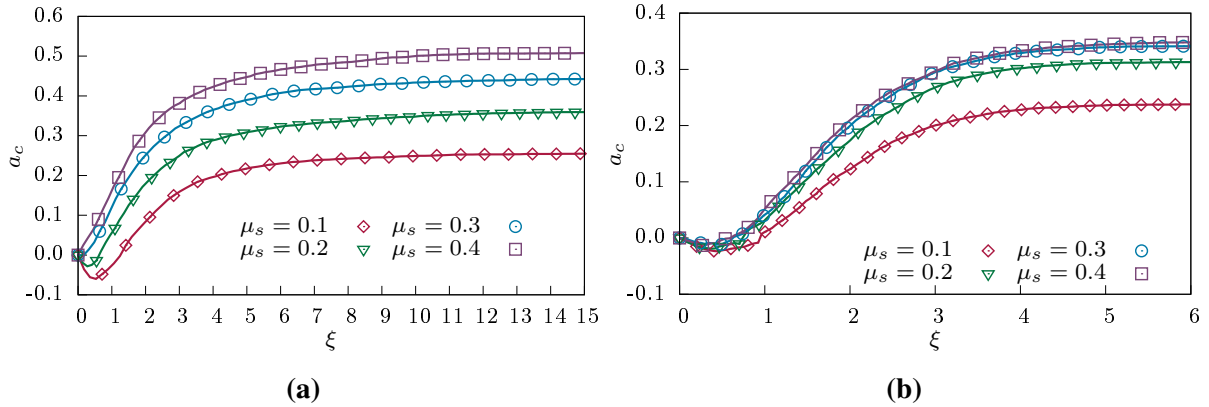 0.6
0.5
0.4
0.3
0.2
0.1
0.0
-0.1
a_c
μ_s = 0.1
μ_s = 0.3
μ_s = 0.2
μ_s = 0.4
0 1 2 3 4 5 6 7 8 9 10 11 12 13 14 15
ξ
(a)
0.4
0.3
0.2
0.1
0.0
-0.1
a_c
μ_s = 0.1
μ_s = 0.3
μ_s = 0.2
μ_s = 0.4
0 1 2 3 4 5 6
ξ
(b)